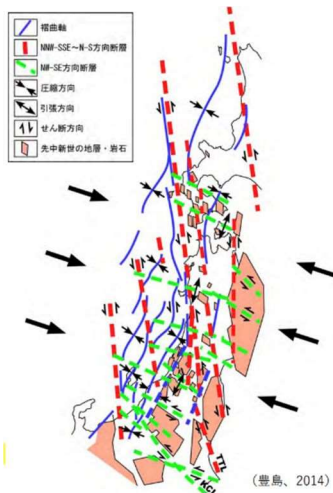 褶曲軸
NNW-SSE～N-S方向断層
NW-SE方向断層
圧縮方向
引張方向
せん断方向
先中新世の地層・岩石
TTL
KCF
(豊島、2014)